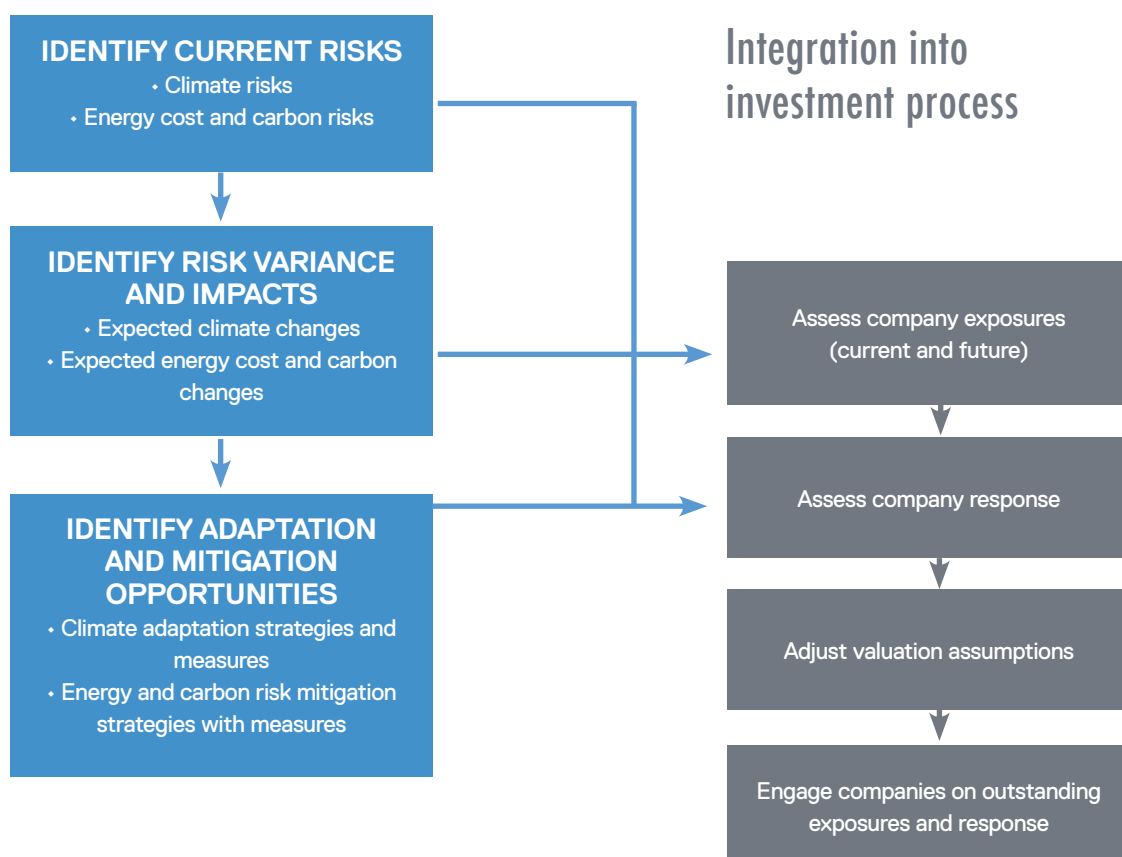 IDENTIFY CURRENT RISKS
• Climate risks
• Energy cost and carbon risks
Integration into
investment process
IDENTIFY RISK VARIANCE
AND IMPACTS
• Expected climate changes
• Expected energy cost and carbon
changes
IDENTIFY ADAPTATION
AND MITIGATION
OPPORTUNITIES
• Climate adaptation strategies and
measures
• Energy and carbon risk mitigation
strategies with measures
Assess company exposures
(current and future)
Assess company response
Adjust valuation assumptions
Engage companies on outstanding
exposures and response